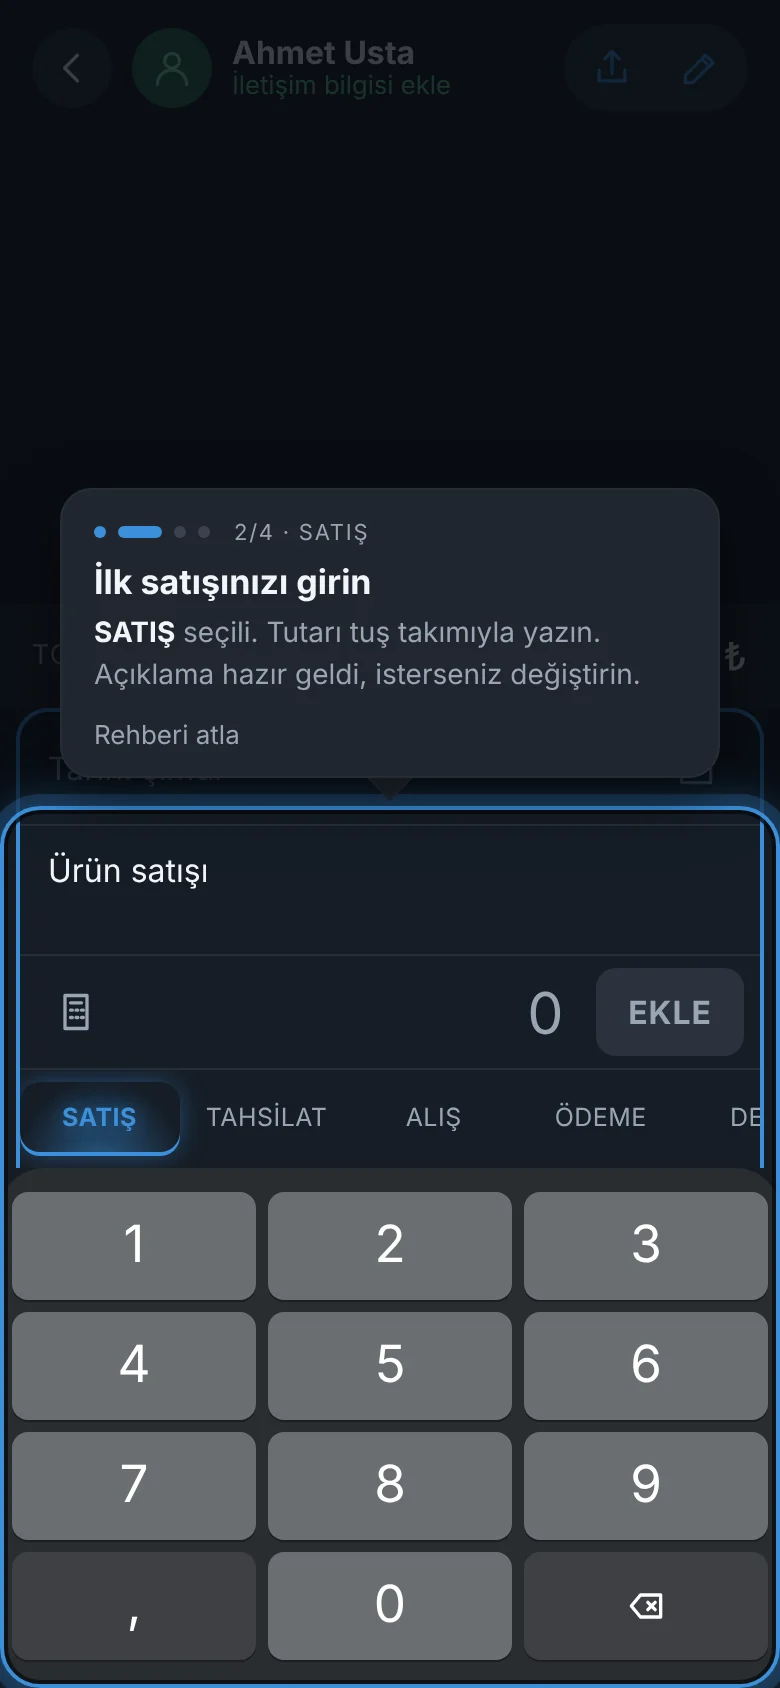 Ahmet Usta
İletişim bilgisi ekle
2/4 · SATIŞ
İlk satışınızı girin
SATIŞ seçili. Tutarı tuş takımıyla yazın.
Açıklama hazır geldi, isterseniz değiştirin.
₺
Rehberi atla
Ürün satışı
0 EKLE
SATIŞ TAHSİLAT ALIŞ ÖDEME
1 2 3
4 5 6
7 8 9
, 0